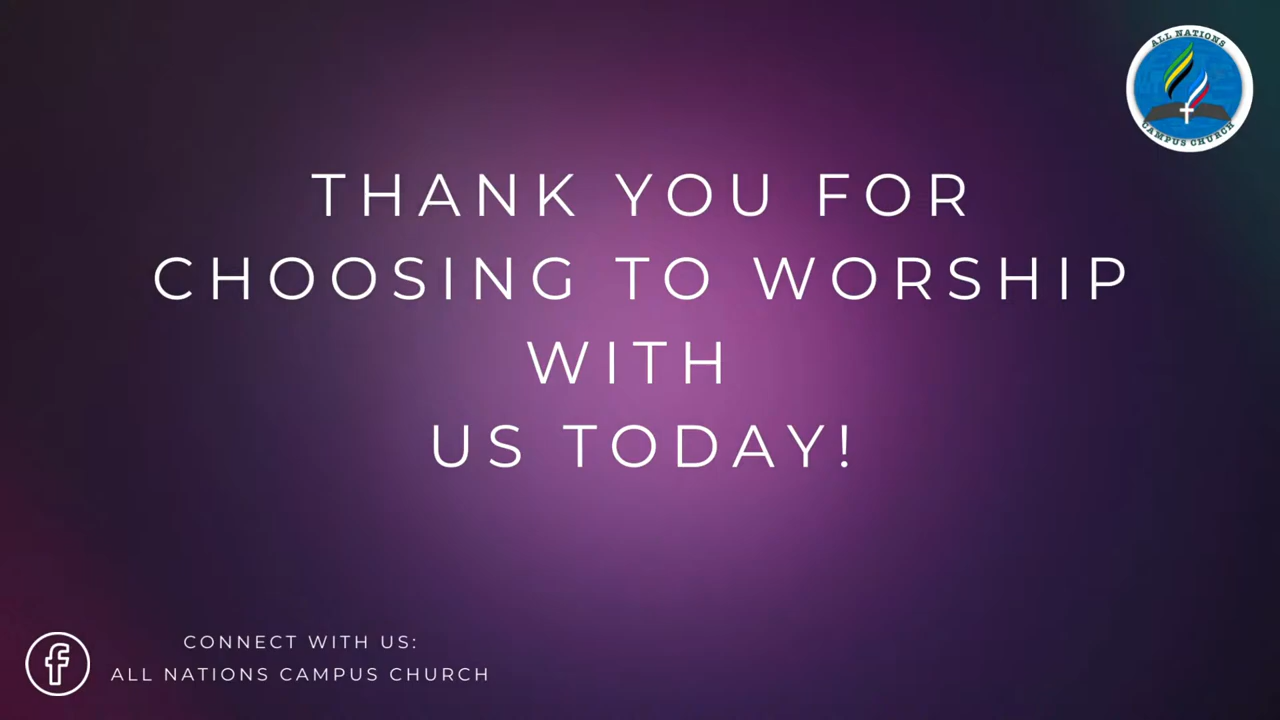 ALL NATIONS
CAMPUS CHURCH
THANK YOU FOR
CHOOSING TO WORSHIP
WITH
US TODAY!
CONNECT WITH US:
ALL NATIONS CAMPUS CHURCH